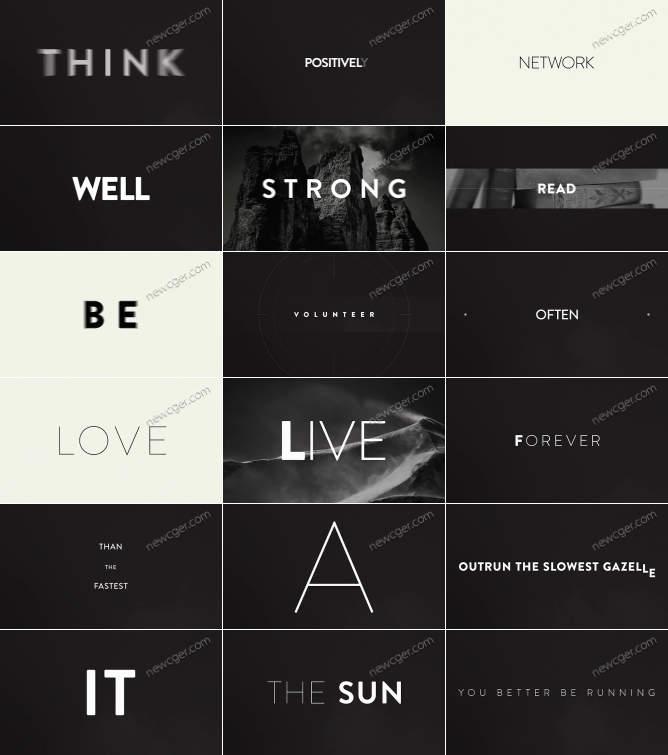 THINK
newcger.com
POSITIVELY
newcger.com
NETWORK
newcger.com
WELL
newcger.com
STRONG
newcger.com
READ
newcger.com
BE
newcger.com
VOLUNTEER
newcger.com
OFTEN
newcger.com
LOVE
newcger.com
LIVE
newcger.com
FOREVER
newcger.com
THAN
THE
FASTEST
newcger.com
A
newcger.com
OUTRUN THE SLOWEST GAZELLE
newcger.com
IT
newcger.com
THE SUN
newcger.com
YOU BETTER BE RUNNING
newcger.com